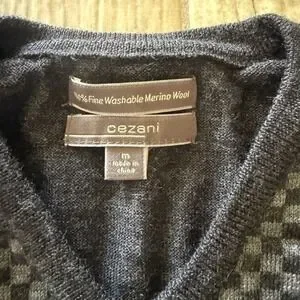 % Fine Washable Merino Wool
cezani
m
made in
china